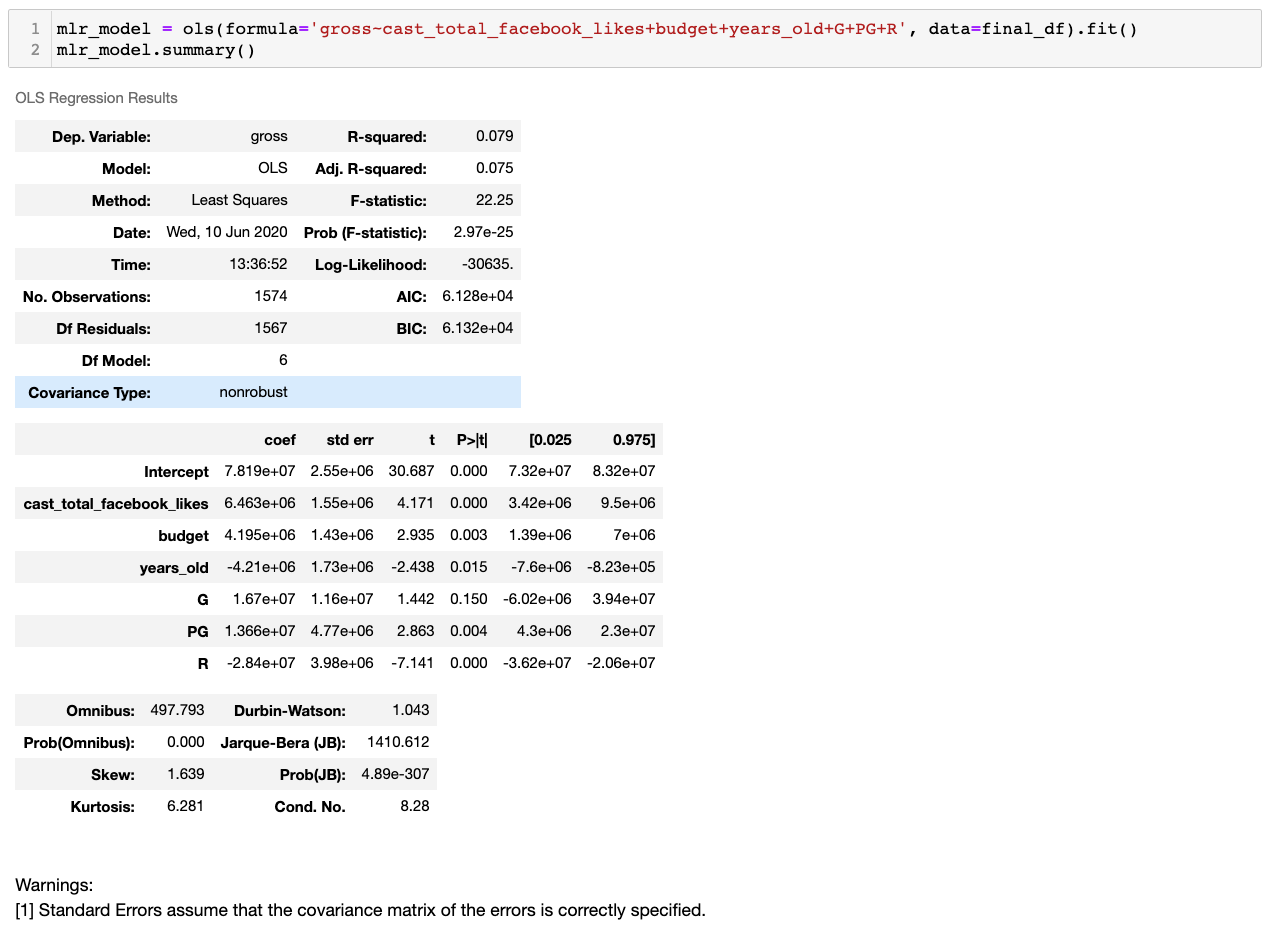 1 mlr_model = ols(formula='gross~cast_total_facebook_likes+budget+years_old+G+PG+R', data=final_df).fit()
2 mlr_model.summary()
OLS Regression Results
Dep. Variable: gross R-squared: 0.079
Model: OLS Adj. R-squared: 0.075
Method: Least Squares F-statistic: 22.25
Date: Wed, 10 Jun 2020 Prob (F-statistic): 2.97e-25
Time: 13:36:52 Log-Likelihood: -30635.
No. Observations: 1574 AIC: 6.128e+04
Df Residuals: 1567 BIC: 6.132e+04
Df Model: 6
Covariance Type: nonrobust
coef std err t P>|t| [0.025 0.975]
Intercept 7.819e+07 2.55e+06 30.687 0.000 7.32e+07 8.32e+07
cast_total_facebook_likes 6.463e+06 1.55e+06 4.171 0.000 3.42e+06 9.5e+06
budget 4.195e+06 1.43e+06 2.935 0.003 1.39e+06 7e+06
years_old -4.21e+06 1.73e+06 -2.438 0.015 -7.6e+06 -8.23e+05
G 1.67e+07 1.16e+07 1.442 0.150 -6.02e+06 3.94e+07
PG 1.366e+07 4.77e+06 2.863 0.004 4.3e+06 2.3e+07
R -2.84e+07 3.98e+06 -7.141 0.000 -3.62e+07 -2.06e+07
Omnibus: 497.793 Durbin-Watson: 1.043
Prob(Omnibus): 0.000 Jarque-Bera (JB): 1410.612
Skew: 1.639 Prob(JB): 4.89e-307
Kurtosis: 6.281 Cond. No. 8.28
Warnings:
[1] Standard Errors assume that the covariance matrix of the errors is correctly specified.